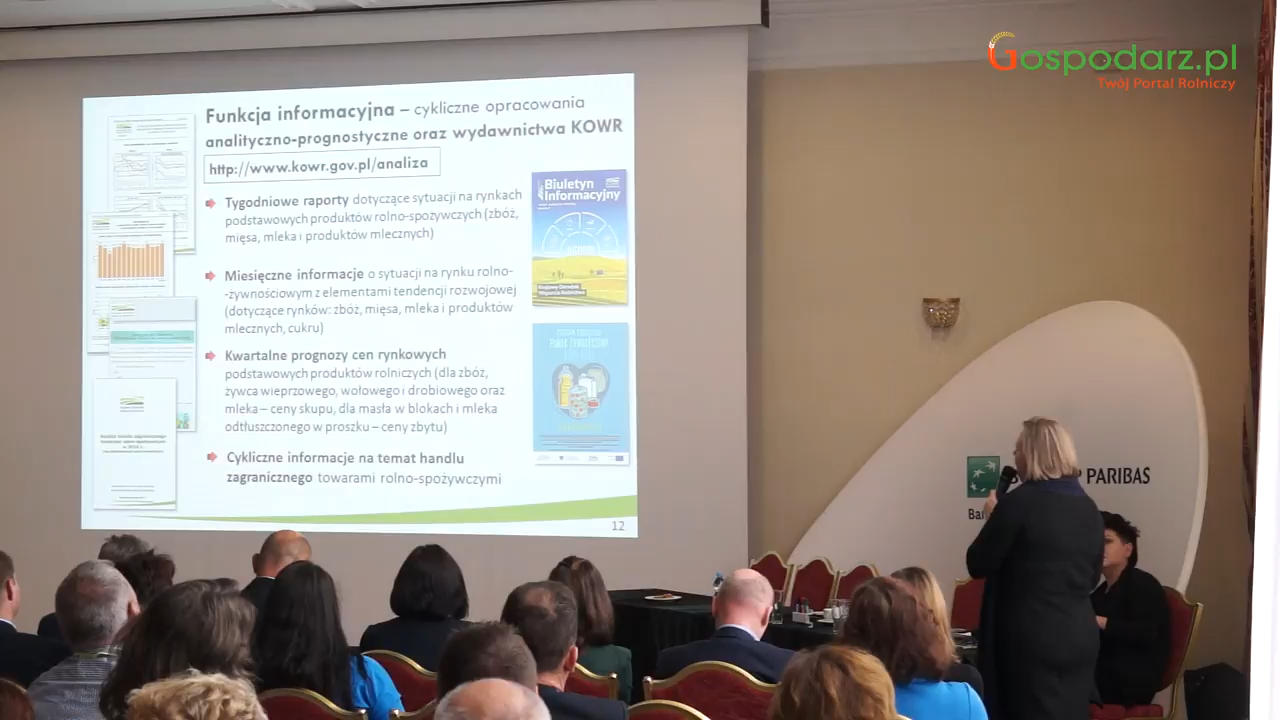 Gospodarz.pl
Twój Portal Rolniczy
Funkcja informacyjna – cykliczne opracowania
analityczno-prognostyczne oraz wydawnictwa KOWR
http://www.kowr.gov.pl/analiza
Tygodniowe raporty dotyczące sytuacji na rynkach
podstawowych produktów rolno-spożywczych (zbóż,
mięsa, mleka i produktów mlecznych)
Miesięczne informacje o sytuacji na rynku rolno-
-żywnościowym z elementami tendencji rozwojowej
(dotyczące rynków: zbóż, mięsa, mleka i produktów
mlecznych, cukru)
Kwartalne prognozy cen rynkowych
podstawowych produktów rolniczych (dla zbóż,
żywca wieprzowego, wołowego i drobiowego oraz
mleka – ceny skupu, dla masła w blokach i mleka
odtłuszczonego w proszku – ceny zbytu)
Cykliczne informacje na temat handlu
zagranicznego towarami rolno-spożywczymi
12
Biuletyn
Informacyjny
PARIBAS